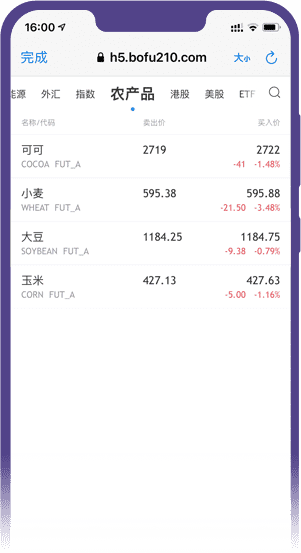 16:00
完成 h5.bofu210.com 大小
能源 外汇 指数 农产品 港股 美股 ETF
名称/代码 卖出价 买入价
可可 2719 2722
COCOA FUT_A -41 -1.48%
小麦 595.38 595.88
WHEAT FUT_A -21.50 -3.48%
大豆 1184.25 1184.75
SOYBEAN FUT_A -9.38 -0.79%
玉米 427.13 427.63
CORN FUT_A -5.00 -1.16%